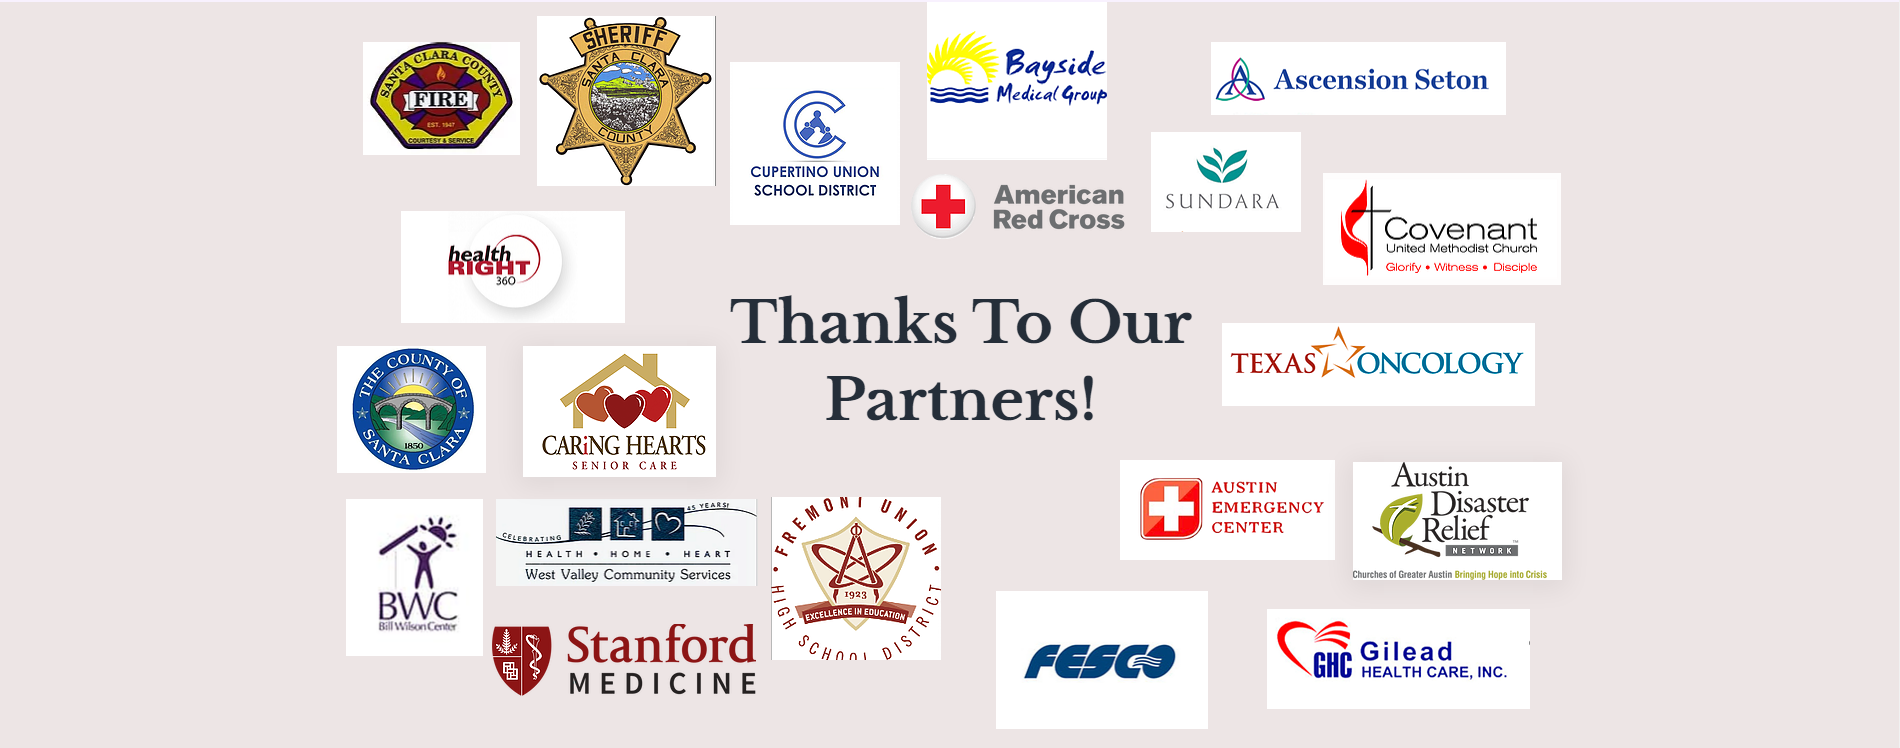 SANTA CLARA COUNTY
FIRE
EST. 1947
COURTESY & SERVICE
SHERIFF
SANTA CLARA
COUNTY
CUPERTINO UNION
SCHOOL DISTRICT
Bayside
Medical Group
American
Red Cross
Ascension Seton
SUNDARA
Covenant
United Methodist Church
Glorify • Witness • Disciple
health
RIGHT
360
Thanks To Our
Partners!
THE COUNTY OF
1850
SANTA CLARA
CARiNG HEARTS
SENIOR CARE
TEXAS ONCOLOGY
BWC
Bill Wilson Center
CELEBRATING 45 YEARS!
HEALTH • HOME • HEART
West Valley Community Services
FREMONT UNION
1923
EXCELLENCE IN EDUCATION
HIGH SCHOOL DISTRICT
Stanford
MEDICINE
AUSTIN
EMERGENCY
CENTER
Austin
Disaster
Relief
NETWORK
TM
Churches of Greater Austin Bringing Hope into Crisis
FESCO
GHC
Gilead
HEALTH CARE, INC.